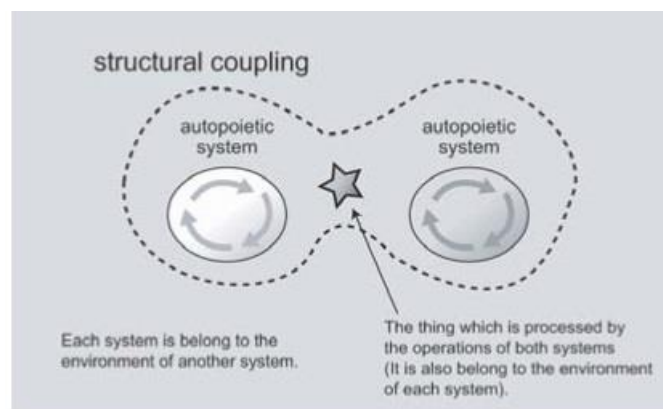 structural coupling
autopoietic
system
autopoietic
system
Each system is belong to the
environment of another system.
The thing which is processed by
the operations of both systems
(It is also belong to the environment
of each system).